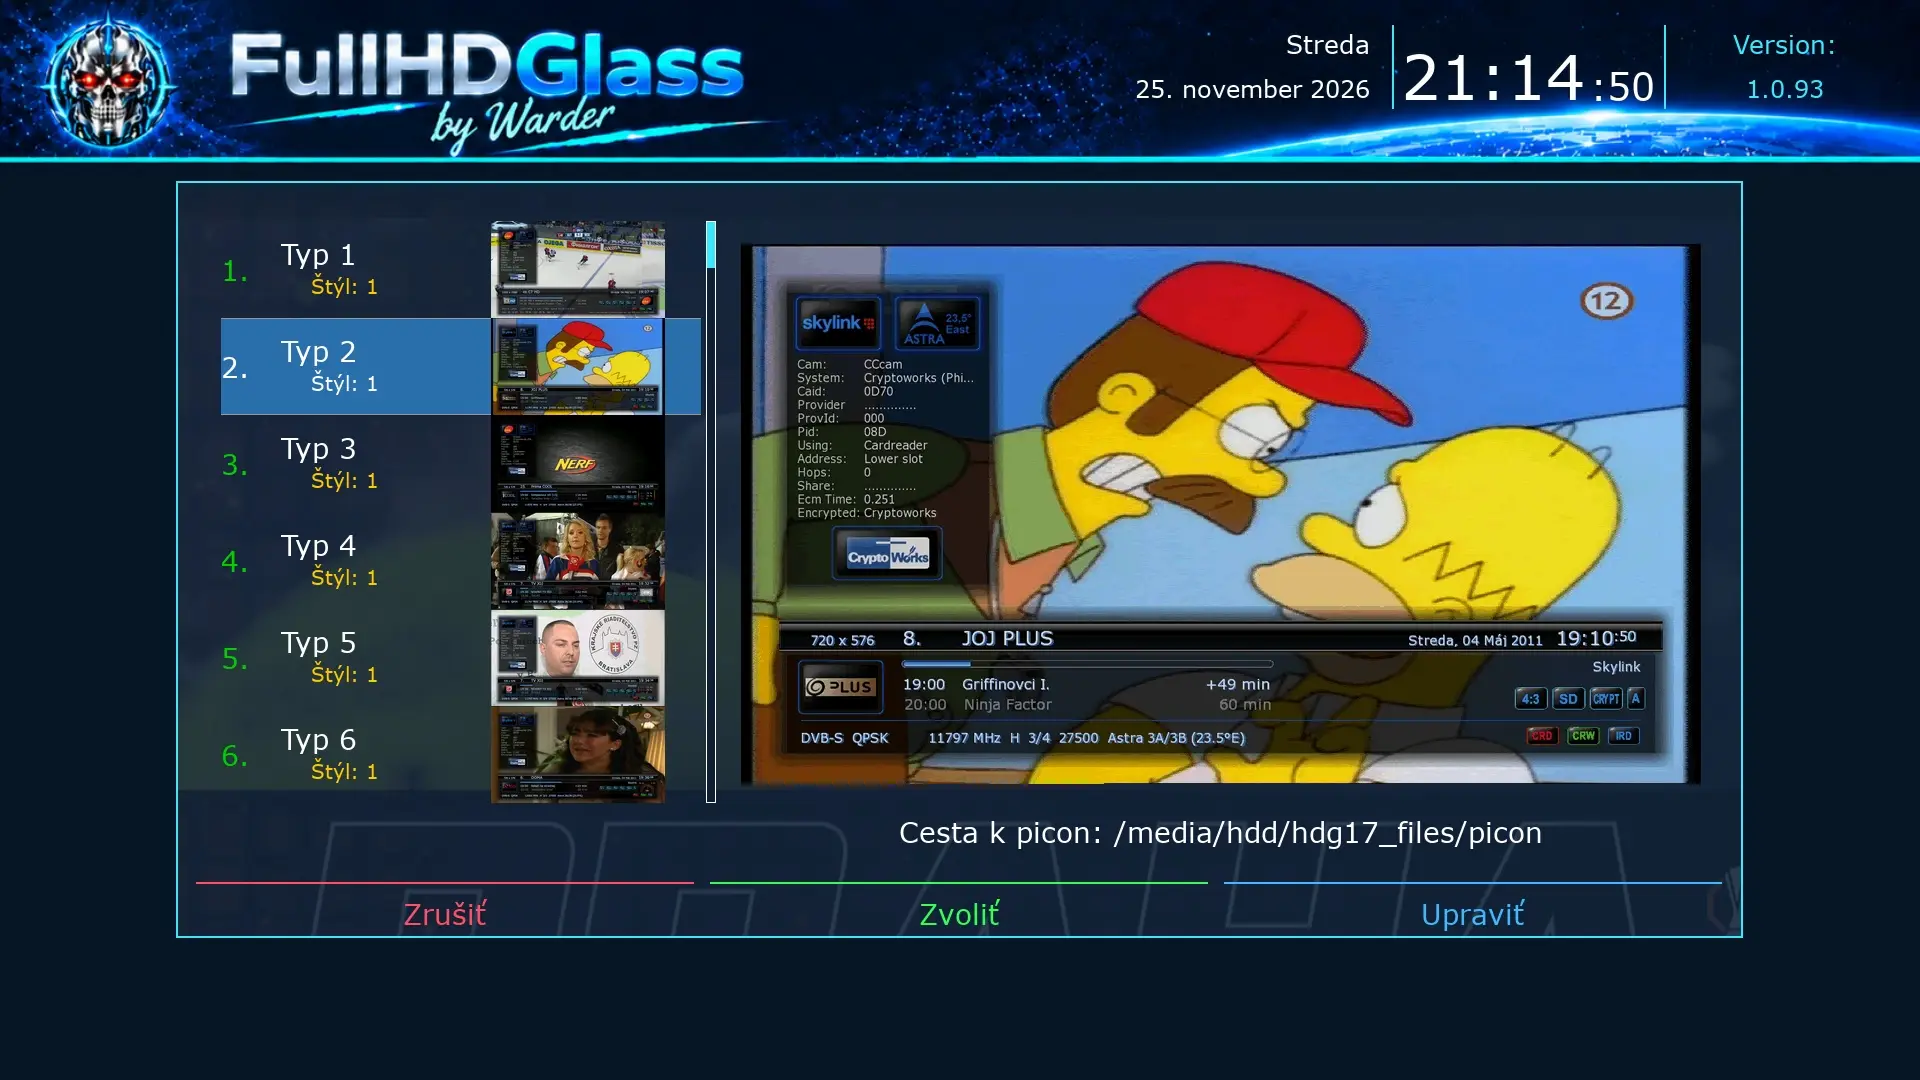 FullHDGlass
by Warder
Streda
25. november 2026
21:14:50
Version:
1.0.93
1.
Typ 1
Štýl: 1
2.
Typ 2
Štýl: 1
3.
Typ 3
Štýl: 1
NERF
4.
Typ 4
Štýl: 1
5.
Typ 5
Štýl: 1
6.
Typ 6
Štýl: 1
12
skylink
ASTRA 23,5° East
Cam: CCcam
System: Cryptoworks (Phi...
Caid: 0D70
Provider ..............
ProvId: 000
Pid: 08D
Using: Cardreader
Address: Lower slot
Hops: 0
Share: ..............
Ecm Time: 0.251
Encrypted: Cryptoworks
CryptoWorks
720 x 576 8. JOJ PLUS Streda, 04 Máj 2011 19:10:50
Skylink
PLUS
19:00 Griffinovci I. +49 min
20:00 Ninja Factor 60 min
4:3 SD CRYPT A
DVB-S QPSK 11797 MHz H 3/4 27500 Astra 3A/3B (23.5°E)
CRD CRW IRD
Cesta k picon: /media/hdd/hdg17_files/picon
Zrušiť
Zvoliť
Upraviť